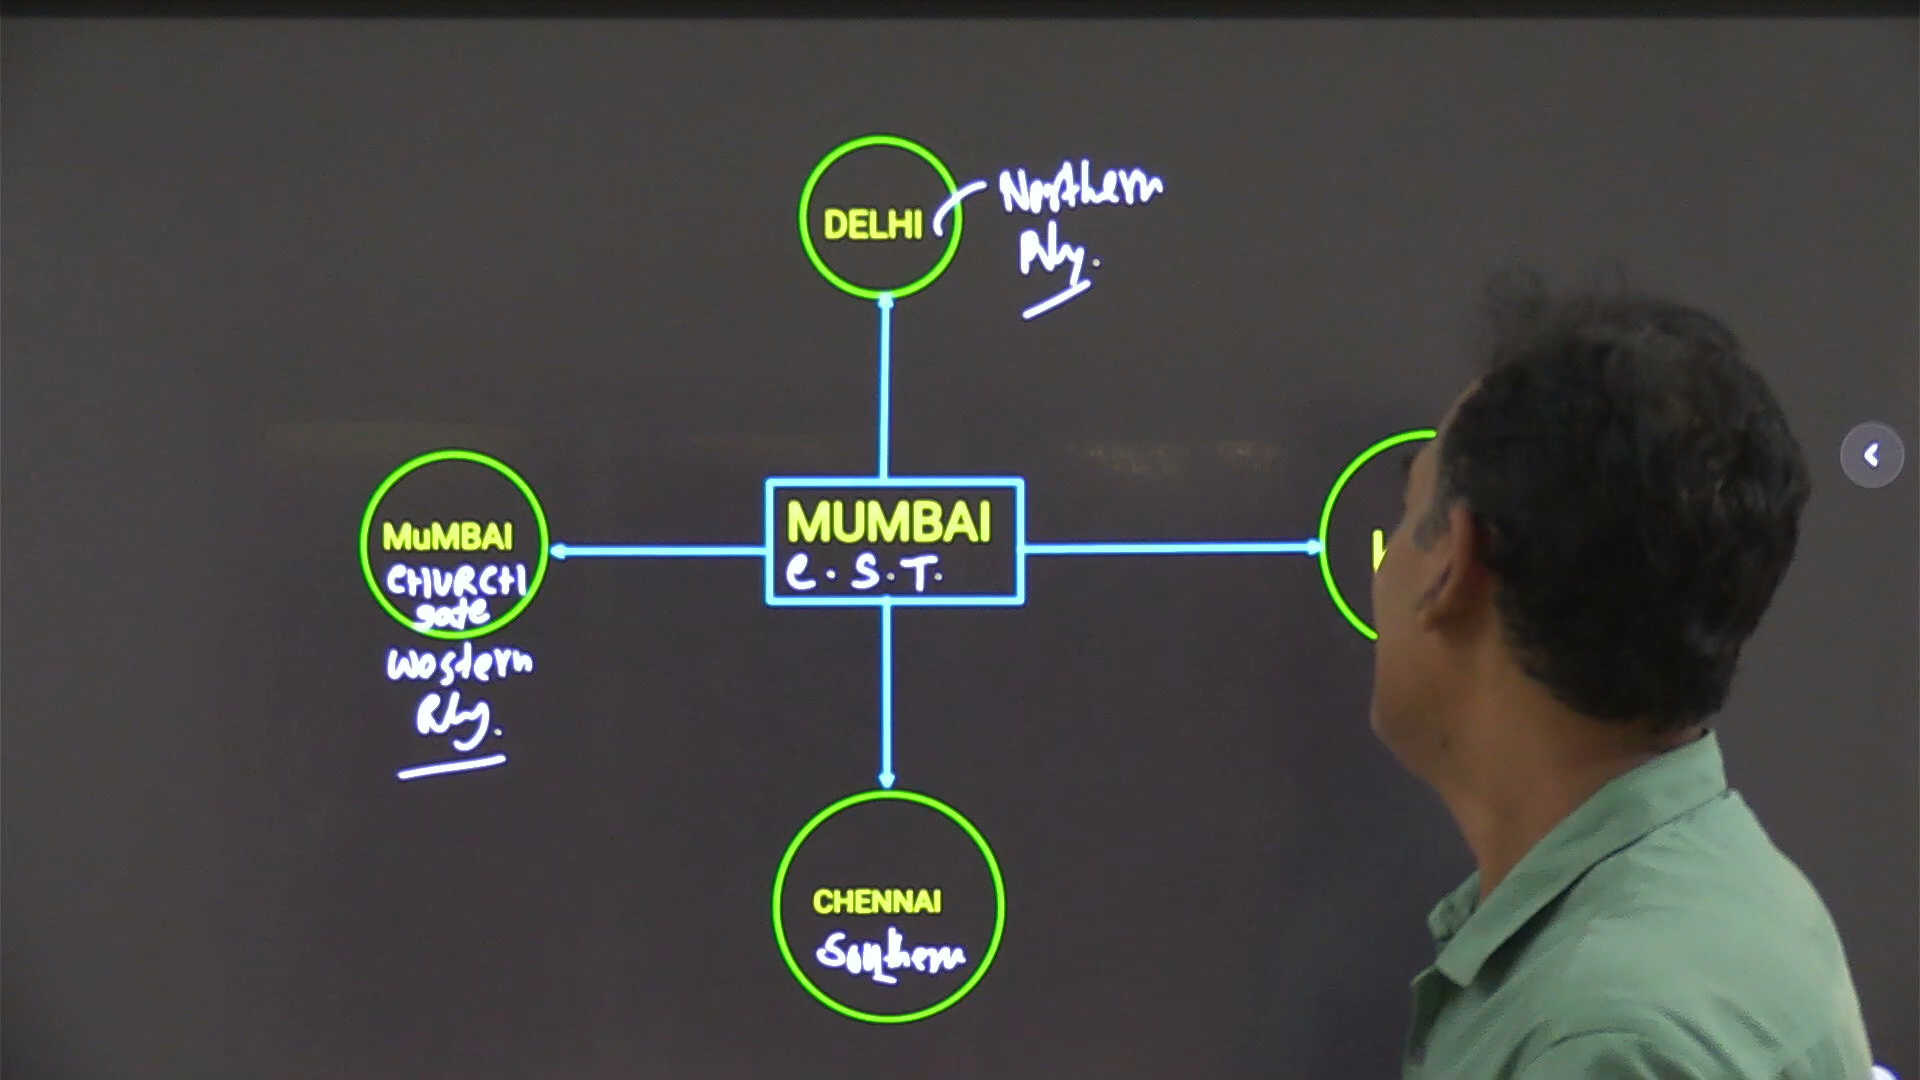 DELHI
Northern
Rly.
MUMBAI
C.S.T.
MuMBAI
CHURCH
gate
Western
Rly.
CHENNAI
Southern